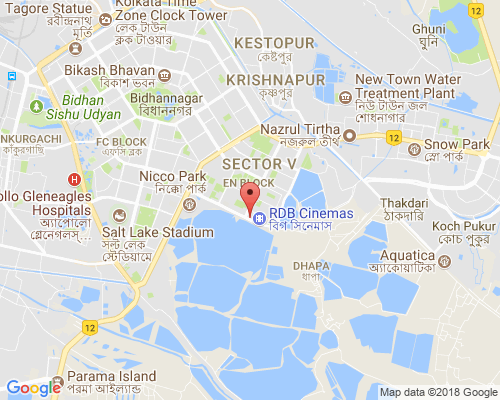 Tagore Statue
রবীন্দ্রনাথ
মূর্তি
Kolkata Time
Zone Clock Tower
লেক টাউন
ক্লক টাওয়ার
KESTOPUR
কেষ্টপুর
Ghuni
ঘুনি
Bikash Bhavan
বিকাশ ভবন
KRISHNAPUR
কৃষ্ণপুর
New Town Water
Treatment Plant
নিউ টাউন জল
শোধনাগার
Bidhan
Sishu Udyan
Bidhannagar
বিধাননগর
Nazrul Tirtha
নজরুল তীর্থ
12
12
NKURGACHI
কাঁকুরগাছি
FC BLOCK
এফসি ব্লক
Snow Park
স্নো পার্ক
SECTOR V
EN BLOCK
Nicco Park
নিক্কো পার্ক
ollo Gleneagles
Hospitals
অ্যাপোলো
গ্লেনেগলস্...
Thakdari
ঠাকদারি
RDB Cinemas
বিগ সিনেমাস
Koch Pukur
কোচ পুকুর
Salt Lake Stadium
সল্ট লেক
স্টেডিয়ামে
Aquatica
অ্যাকোয়াটিকা
DHAPA
ধাপা
12
Parama Island
পরমা আইল্যান্ড
Google
Map data ©2018 Google